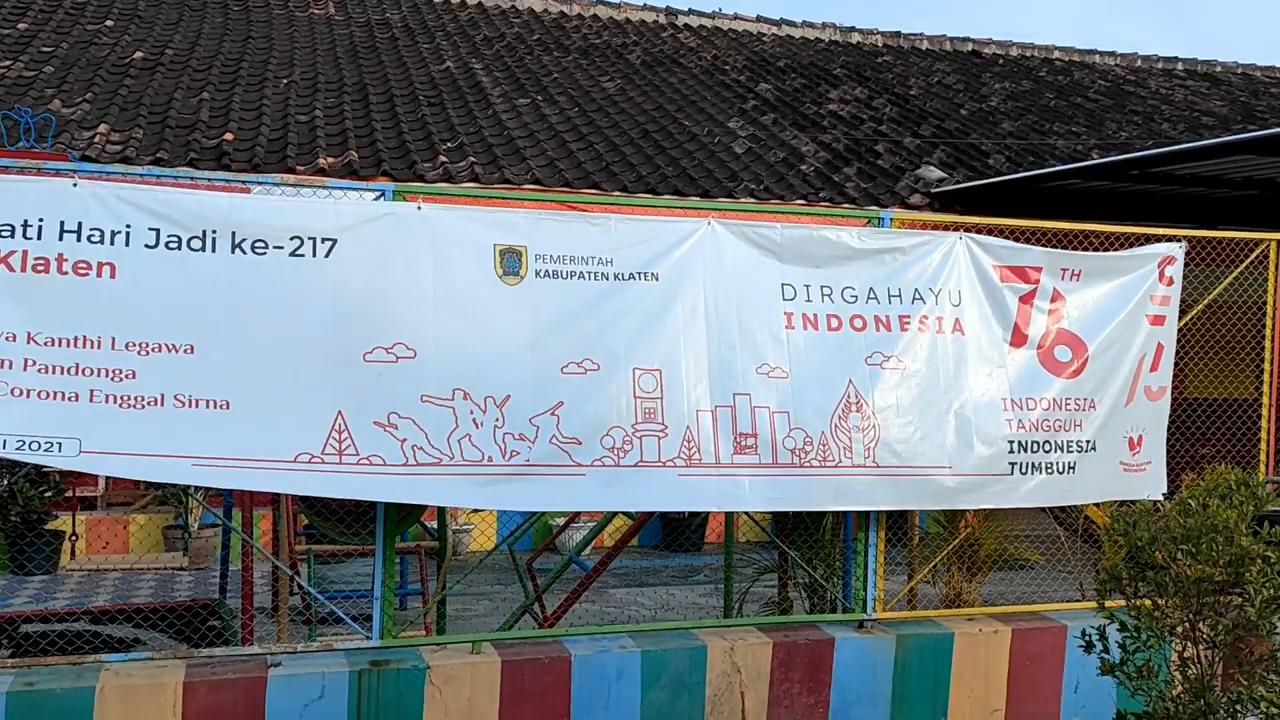 ati Hari Jadi ke-217
Klaten
va Kanthi Legawa
n Pandonga
Corona Enggal Sirna
I 2021
PEMERINTAH
KABUPATEN KLATEN
DIRGAHAYU
INDONESIA
76 TH
INDONESIA
TANGGUH
INDONESIA
TUMBUH